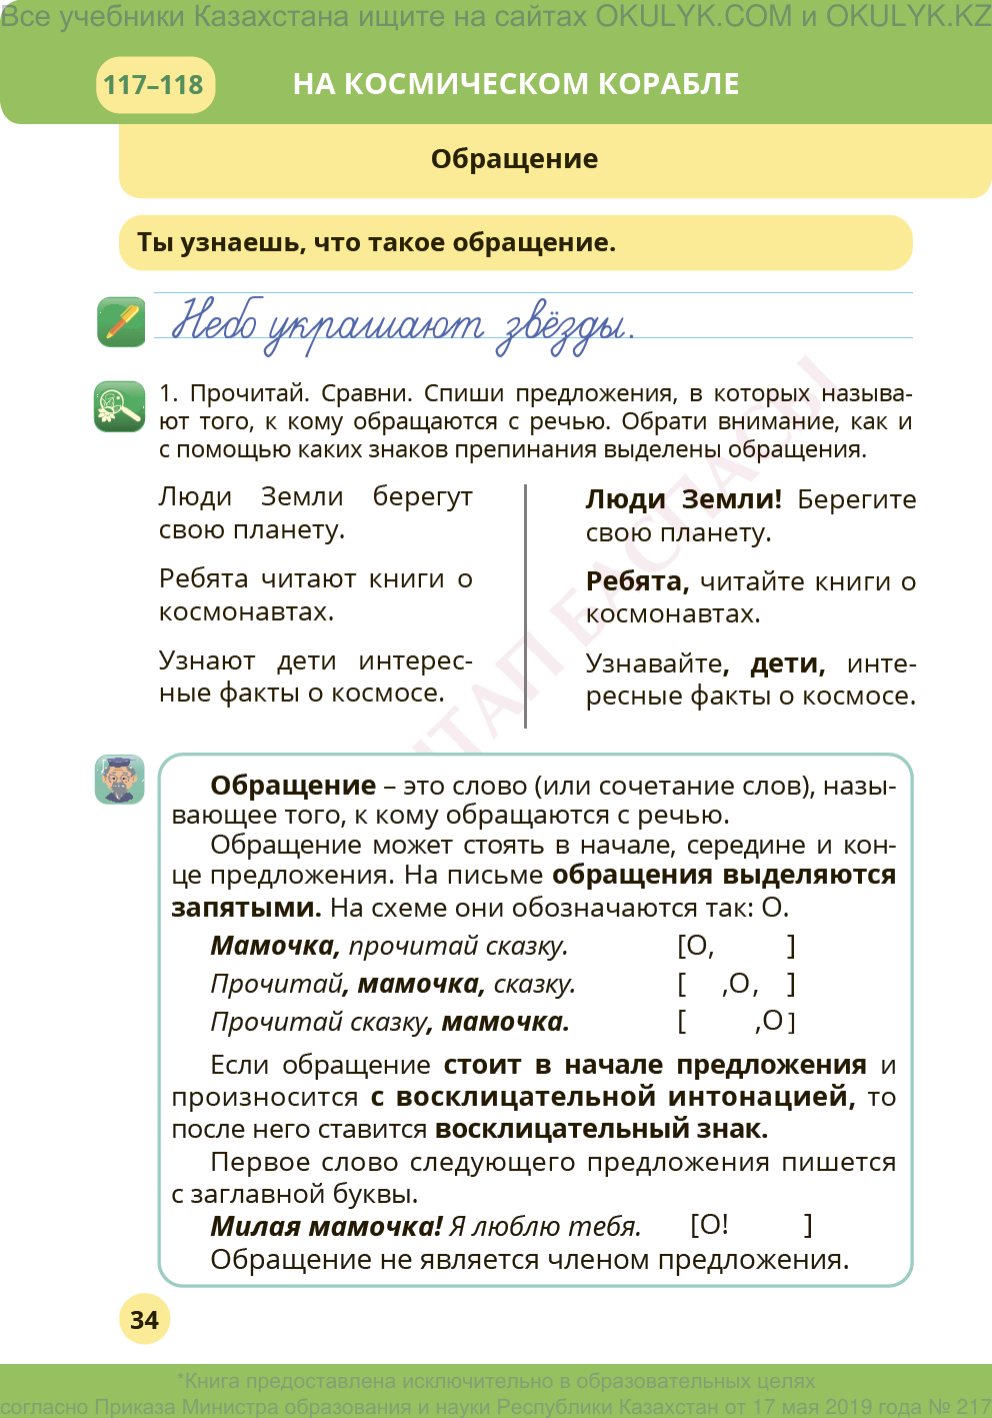 Все учебники Казахстана ищите на сайтах OKULYK.COM и OKULYK.KZ
117–118
НА КОСМИЧЕСКОМ КОРАБЛЕ
Обращение
Ты узнаешь, что такое обращение.
Небо украшают звёзды.
1. Прочитай. Сравни. Спиши предложения, в которых называ-
ют того, к кому обращаются с речью. Обрати внимание, как и
с помощью каких знаков препинания выделены обращения.
Люди Земли берегут
свою планету.
Ребята читают книги о
космонавтах.
Узнают дети интерес-
ные факты о космосе.
Люди Земли! Берегите
свою планету.
Ребята, читайте книги о
космонавтах.
Узнавайте, дети, инте-
ресные факты о космосе.
ТАП БАСПАСЫ
Обращение – это слово (или сочетание слов), назы-
вающее того, к кому обращаются с речью.
Обращение может стоять в начале, середине и кон-
це предложения. На письме обращения выделяются
запятыми. На схеме они обозначаются так: О.
Мамочка, прочитай сказку. [О, ]
Прочитай, мамочка, сказку. [ ,О, ]
Прочитай сказку, мамочка. [ ,О ]
Если обращение стоит в начале предложения и
произносится с восклицательной интонацией, то
после него ставится восклицательный знак.
Первое слово следующего предложения пишется
с заглавной буквы.
Милая мамочка! Я люблю тебя. [О! ]
Обращение не является членом предложения.
34
*Книга предоставлена исключительно в образовательных целях
согласно Приказа Министра образования и науки Республики Казахстан от 17 мая 2019 года № 217